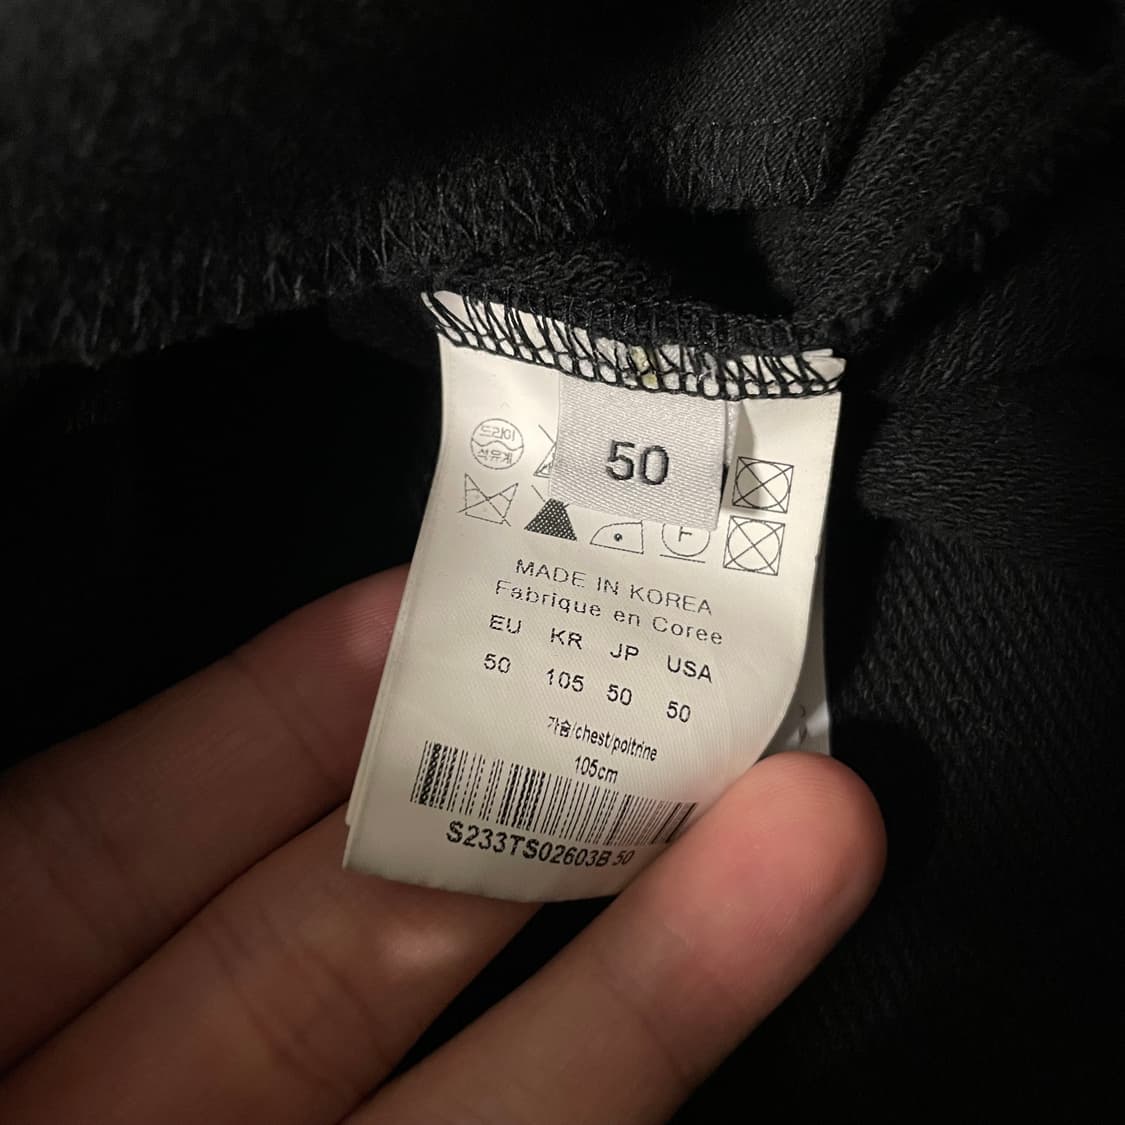 50
드라이
석유계
F
MADE IN KOREA
Fabrique en Coree
EU KR JP USA
50 105 50 50
가슴/chest/poitrine
105cm
S233TS02603B 50